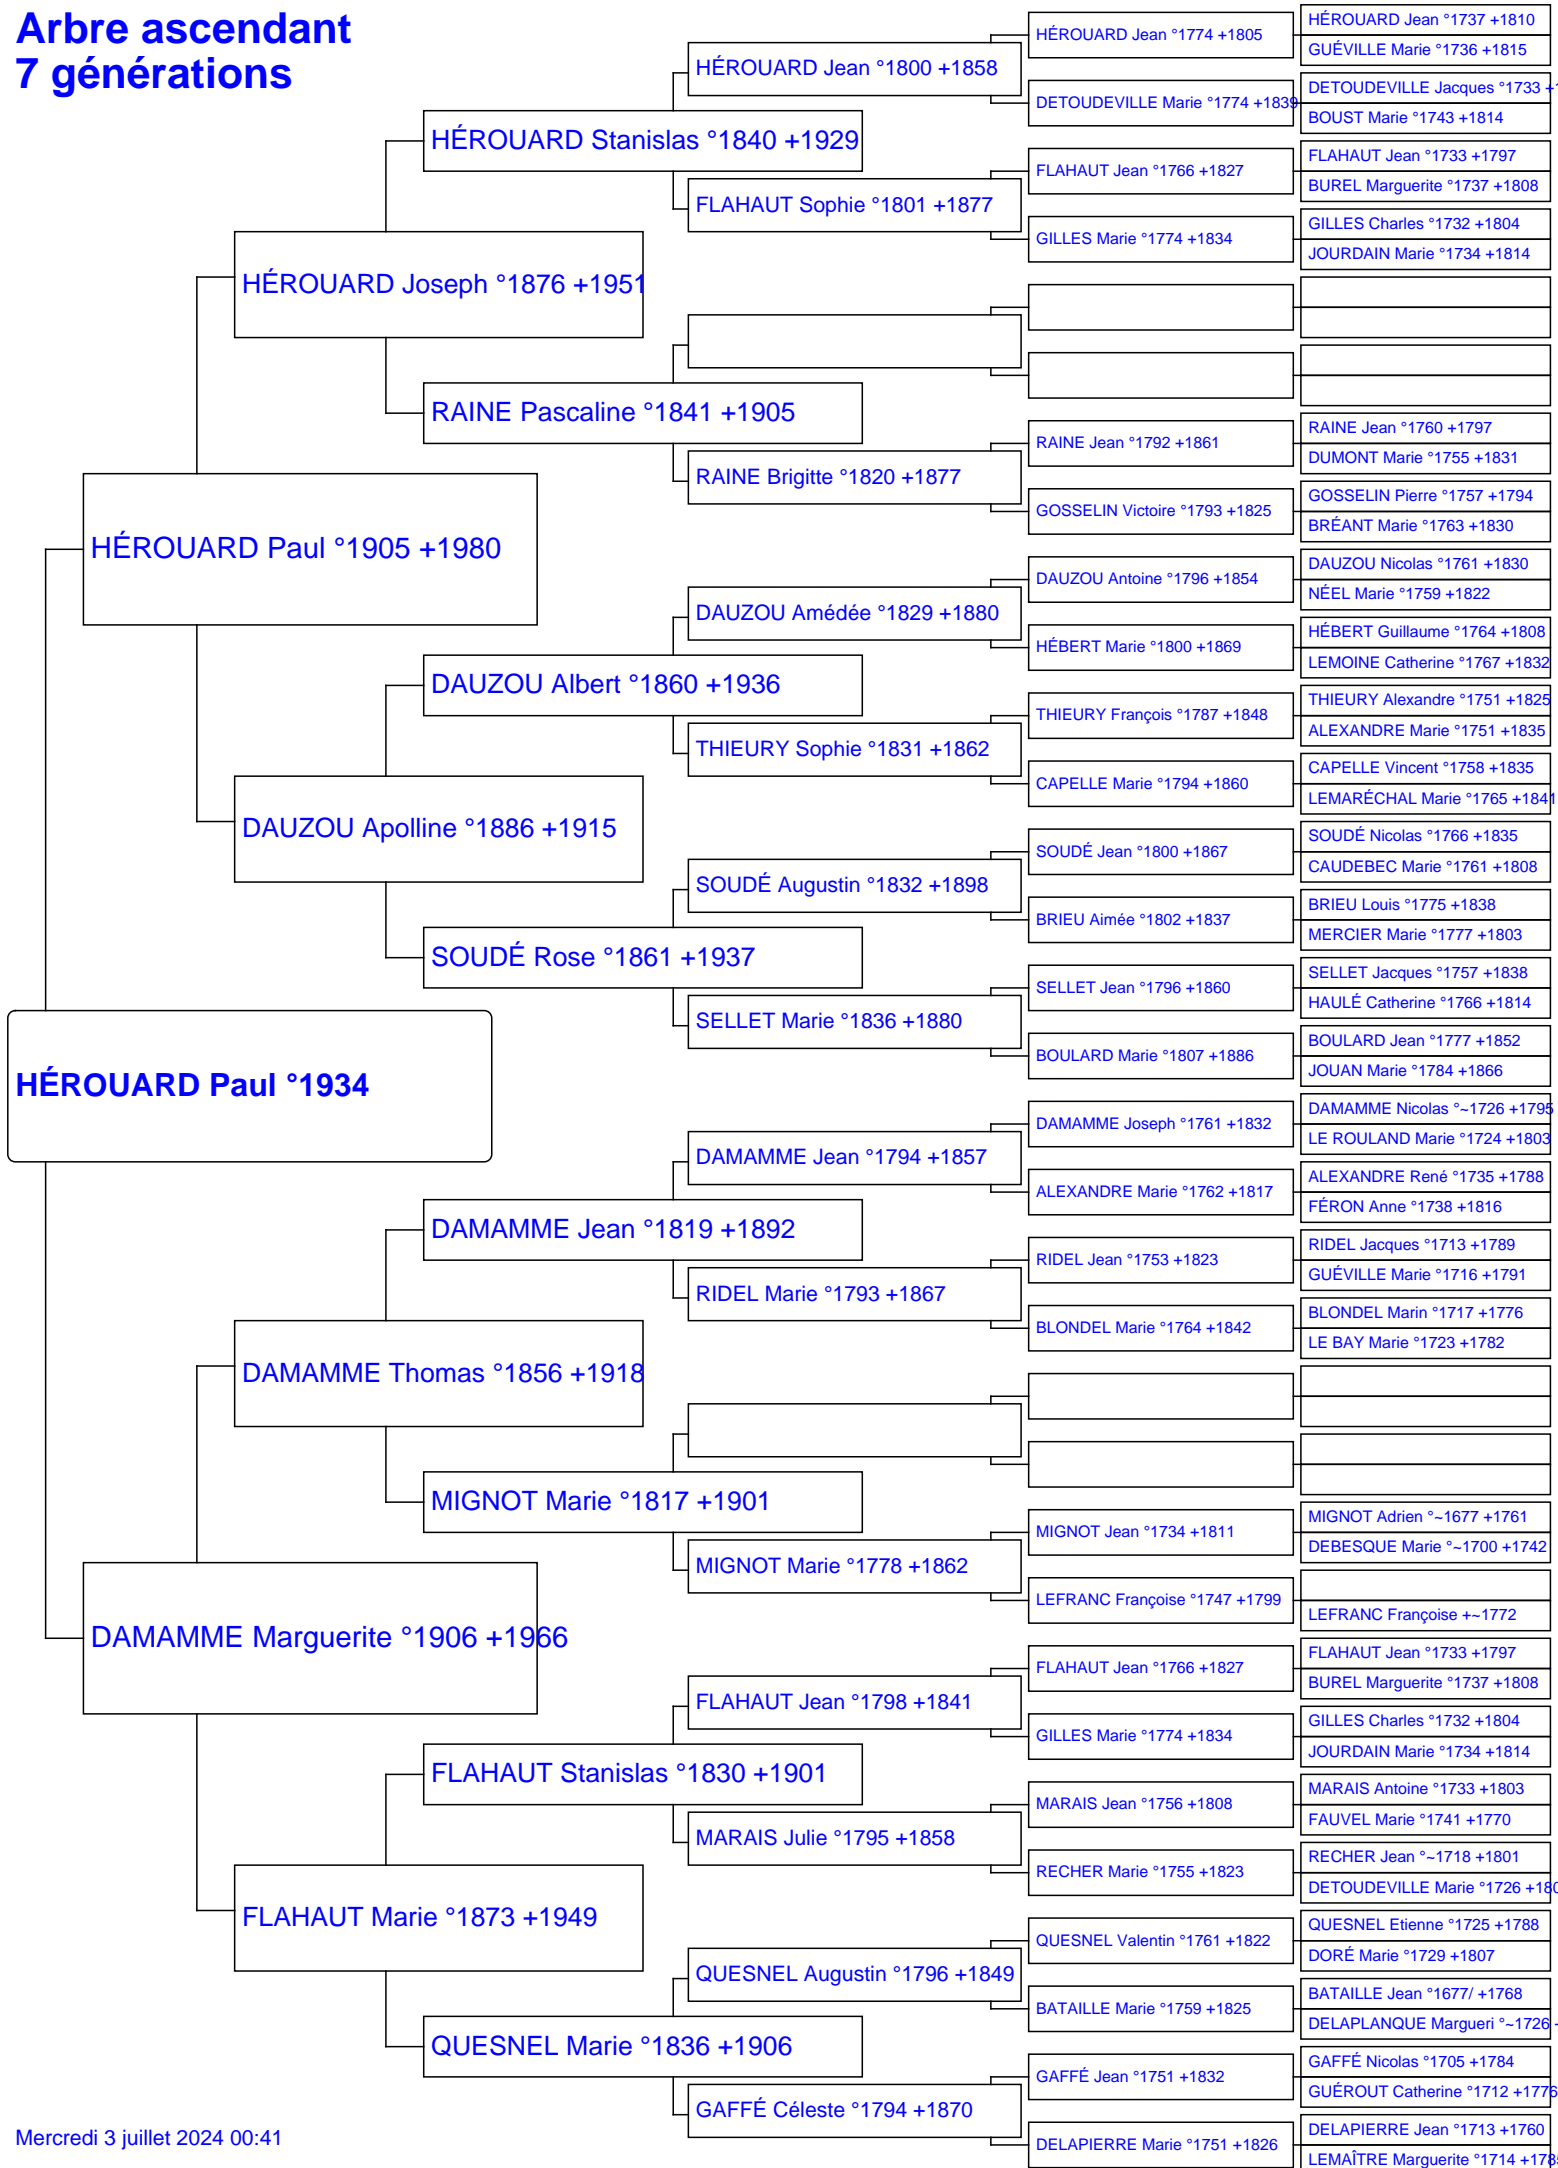 Arbre ascendant
7 générations
HÉROUARD Paul °1934
HÉROUARD Paul °1905 +1980
DAMAMME Marguerite °1906 +1966
HÉROUARD Joseph °1876 +1951
DAUZOU Apolline °1886 +1915
DAMAMME Thomas °1856 +1918
FLAHAUT Marie °1873 +1949
HÉROUARD Stanislas °1840 +1929
RAINE Pascaline °1841 +1905
DAUZOU Albert °1860 +1936
SOUDÉ Rose °1861 +1937
DAMAMME Jean °1819 +1892
MIGNOT Marie °1817 +1901
FLAHAUT Stanislas °1830 +1901
QUESNEL Marie °1836 +1906
HÉROUARD Jean °1800 +1858
FLAHAUT Sophie °1801 +1877
RAINE Brigitte °1820 +1877
DAUZOU Amédée °1829 +1880
THIEURY Sophie °1831 +1862
SOUDÉ Augustin °1832 +1898
SELLET Marie °1836 +1880
DAMAMME Jean °1794 +1857
RIDEL Marie °1793 +1867
MIGNOT Marie °1778 +1862
FLAHAUT Jean °1798 +1841
MARAIS Julie °1795 +1858
QUESNEL Augustin °1796 +1849
GAFFÉ Céleste °1794 +1870
HÉROUARD Jean °1774 +1805
DETOUDEVILLE Marie °1774 +1839
FLAHAUT Jean °1766 +1827
GILLES Marie °1774 +1834
RAINE Jean °1792 +1861
GOSSELIN Victoire °1793 +1825
DAUZOU Antoine °1796 +1854
HÉBERT Marie °1800 +1869
THIEURY François °1787 +1848
CAPELLE Marie °1794 +1860
SOUDÉ Jean °1800 +1867
BRIEU Aimée °1802 +1837
SELLET Jean °1796 +1860
BOULARD Marie °1807 +1886
DAMAMME Joseph °1761 +1832
ALEXANDRE Marie °1762 +1817
RIDEL Jean °1753 +1823
BLONDEL Marie °1764 +1842
MIGNOT Jean °1734 +1811
LEFRANC Françoise °1747 +1799
FLAHAUT Jean °1766 +1827
GILLES Marie °1774 +1834
MARAIS Jean °1756 +1808
RECHER Marie °1755 +1823
QUESNEL Valentin °1761 +1822
BATAILLE Marie °1759 +1825
GAFFÉ Jean °1751 +1832
DELAPIERRE Marie °1751 +1826
HÉROUARD Jean °1737 +1810
GUÉVILLE Marie °1736 +1815
DETOUDEVILLE Jacques °1733
BOUST Marie °1743 +1814
FLAHAUT Jean °1733 +1797
BUREL Marguerite °1737 +1808
GILLES Charles °1732 +1804
JOURDAIN Marie °1734 +1814
RAINE Jean °1760 +1797
DUMONT Marie °1755 +1831
GOSSELIN Pierre °1757 +1794
BRÉANT Marie °1763 +1830
DAUZOU Nicolas °1761 +1830
NÉEL Marie °1759 +1822
HÉBERT Guillaume °1764 +1808
LEMOINE Catherine °1767 +1832
THIEURY Alexandre °1751 +1825
ALEXANDRE Marie °1751 +1835
CAPELLE Vincent °1758 +1835
LEMARÉCHAL Marie °1765 +1841
SOUDÉ Nicolas °1766 +1835
CAUDEBEC Marie °1761 +1808
BRIEU Louis °1775 +1838
MERCIER Marie °1777 +1803
SELLET Jacques °1757 +1838
HAULÉ Catherine °1766 +1814
BOULARD Jean °1777 +1852
JOUAN Marie °1784 +1866
DAMAMME Nicolas °~1726 +1795
LE ROULAND Marie °1724 +1803
ALEXANDRE René °1735 +1788
FÉRON Anne °1738 +1816
RIDEL Jacques °1713 +1789
GUÉVILLE Marie °1716 +1791
BLONDEL Marin °1717 +1776
LE BAY Marie °1723 +1782
MIGNOT Adrien °~1677 +1761
DEBESQUE Marie °~1700 +1742
LEFRANC Françoise +~1772
FLAHAUT Jean °1733 +1797
BUREL Marguerite °1737 +1808
GILLES Charles °1732 +1804
JOURDAIN Marie °1734 +1814
MARAIS Antoine °1733 +1803
FAUVEL Marie °1741 +1770
RECHER Jean °~1718 +1801
DETOUDEVILLE Marie °1726 +180
QUESNEL Etienne °1725 +1788
DORÉ Marie °1729 +1807
BATAILLE Jean °1677/ +1768
DELAPLANQUE Margueri °~1726
GAFFÉ Nicolas °1705 +1784
GUÉROUT Catherine °1712 +1776
DELAPIERRE Jean °1713 +1760
LEMAÎTRE Marguerite °1714 +1785
Mercredi 3 juillet 2024 00:41